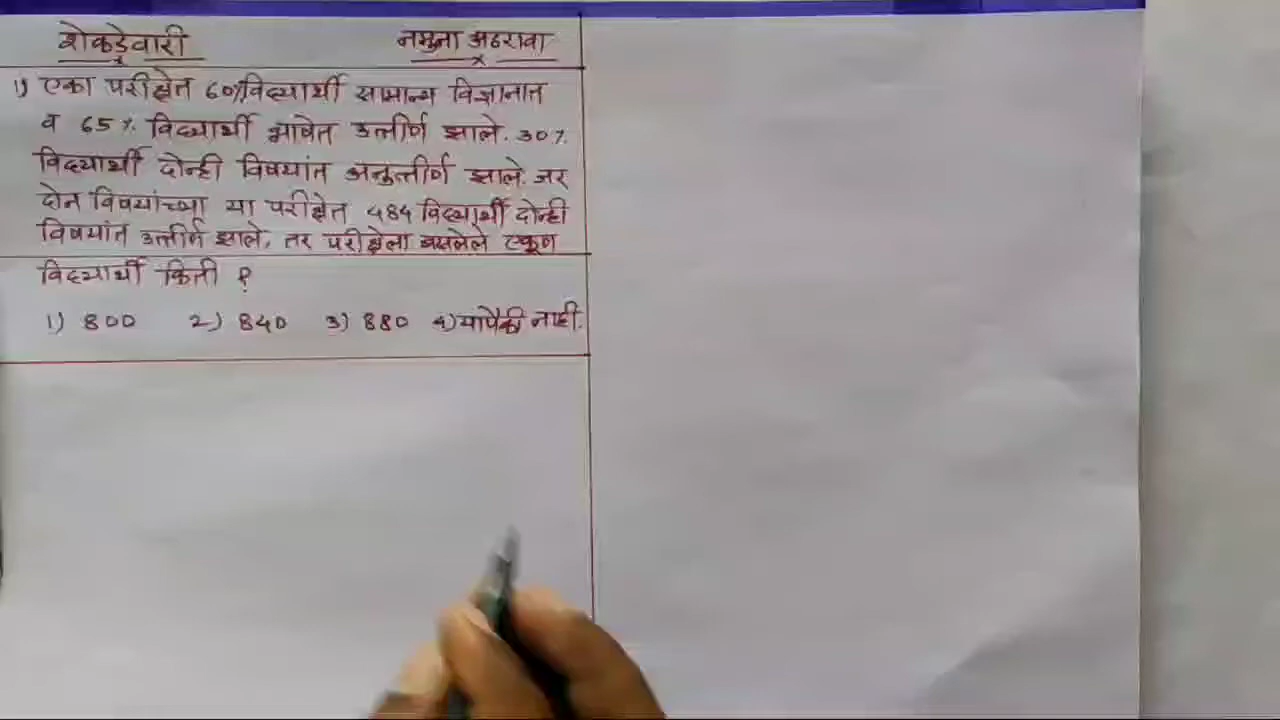 शेकडेवारी नमुना अठरावा
1) एका परीक्षेत 60% विद्यार्थी सामान्य विज्ञानात
व 65% विद्यार्थी भाषेत उत्तीर्ण झाले. 30%
विद्यार्थी दोन्ही विषयांत अनुत्तीर्ण झाले. जर
दोन विषयांच्या या परीक्षेत 484 विद्यार्थी दोन्ही
विषयांत उत्तीर्ण झाले, तर परीक्षेला बसलेले एकूण
विद्यार्थी किती ?
1) 800 2) 840 3) 880 4) यापैकी नाही.